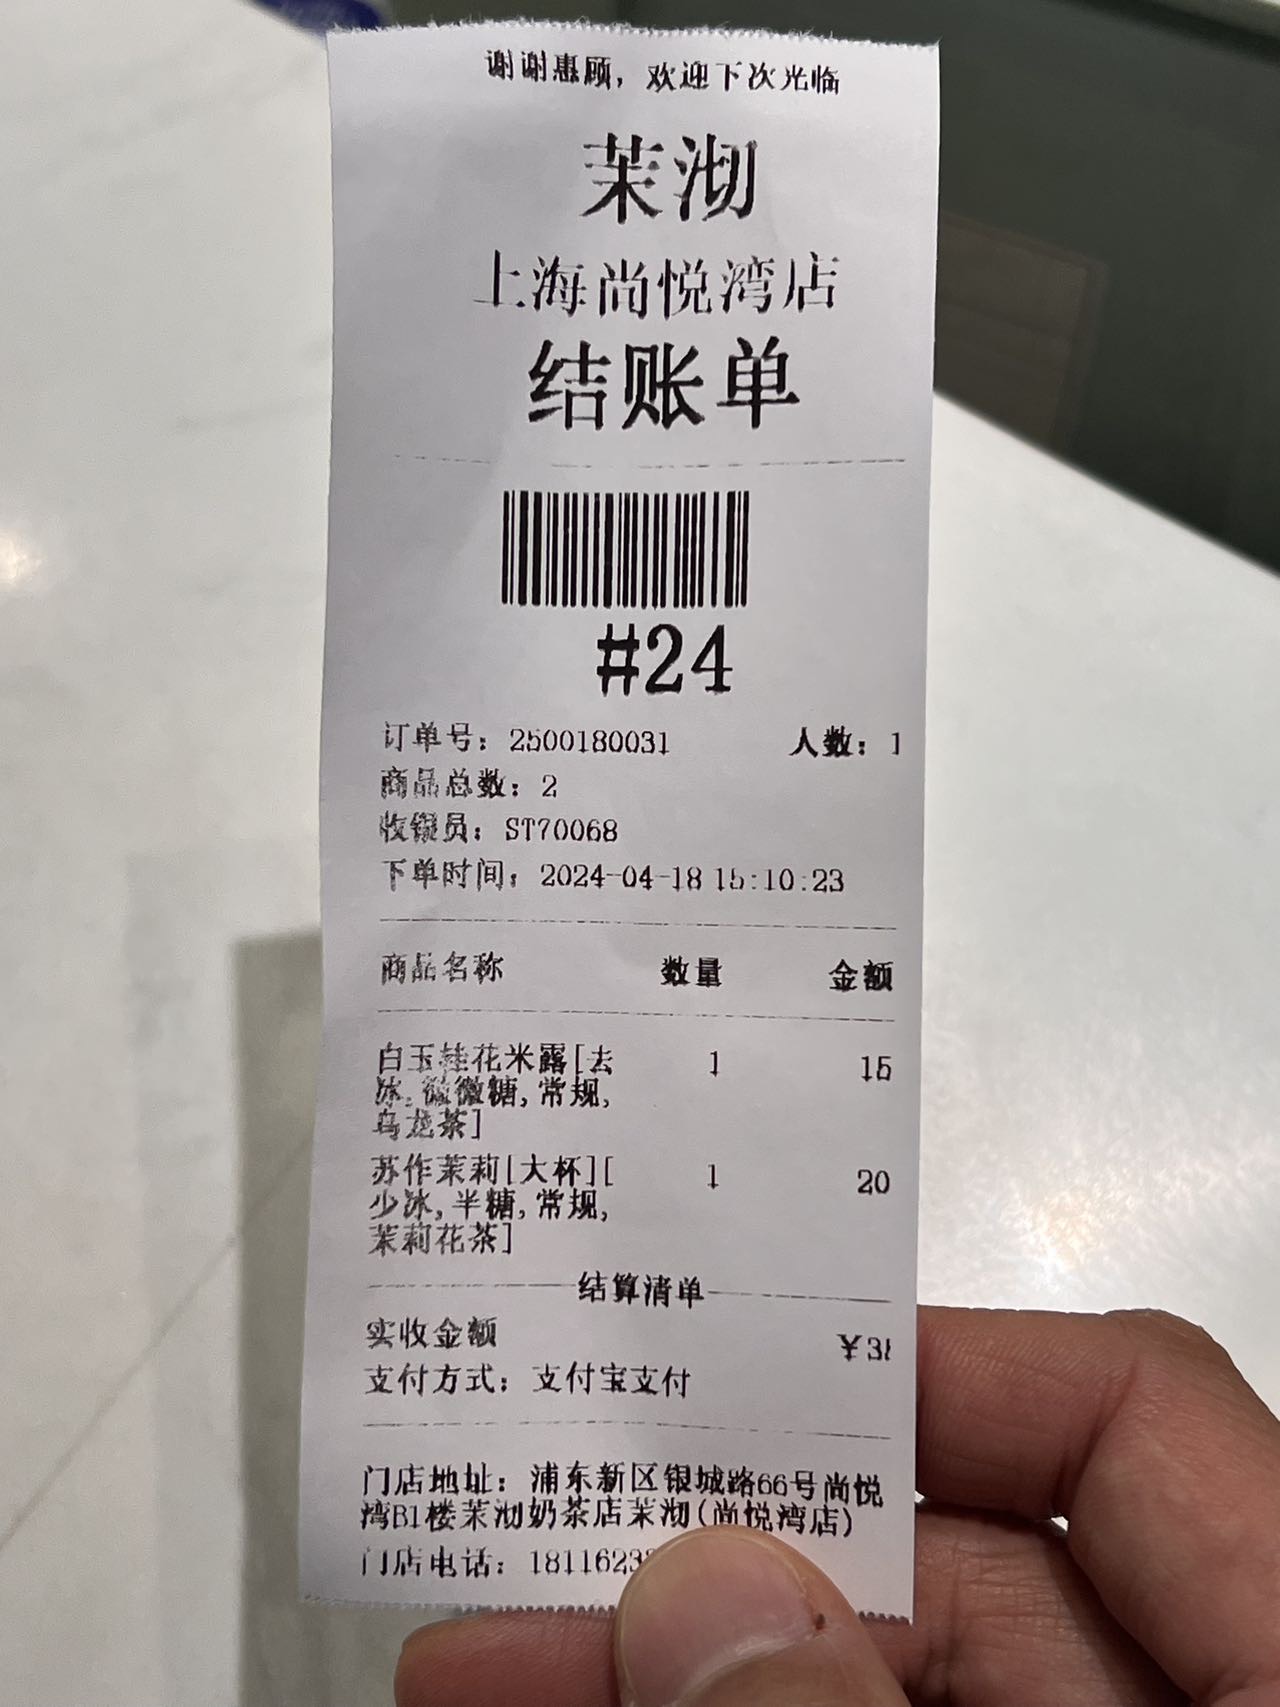 谢谢惠顾，欢迎下次光临
茉沏
上海尚悦湾店
结账单
#24
订单号：2500180031 人数：1
商品总数：2
收银员：ST70068
下单时间：2024-04-18 15:10:23
商品名称 数量 金额
白玉桂花米露[去 1 15
冰,微微糖,常规,
乌龙茶]
苏作茉莉[大杯][ 1 20
少冰,半糖,常规,
茉莉花茶]
结算清单
实收金额
支付方式：支付宝支付
门店地址：浦东新区银城路66号尚悦
湾B1楼茉沏奶茶店茉沏(尚悦湾店)
门店电话：